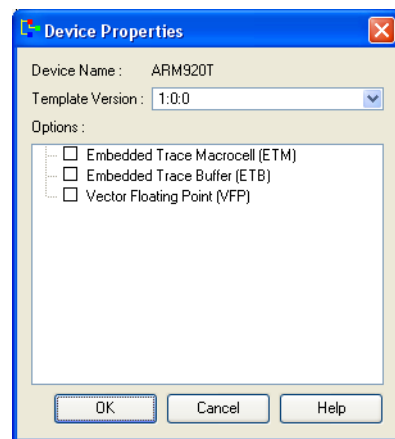 Device Properties
Device Name : ARM920T
Template Version : 1:0:0
Options :
Embedded Trace Macrocell (ETM)
Embedded Trace Buffer (ETB)
Vector Floating Point (VFP)
OK Cancel Help